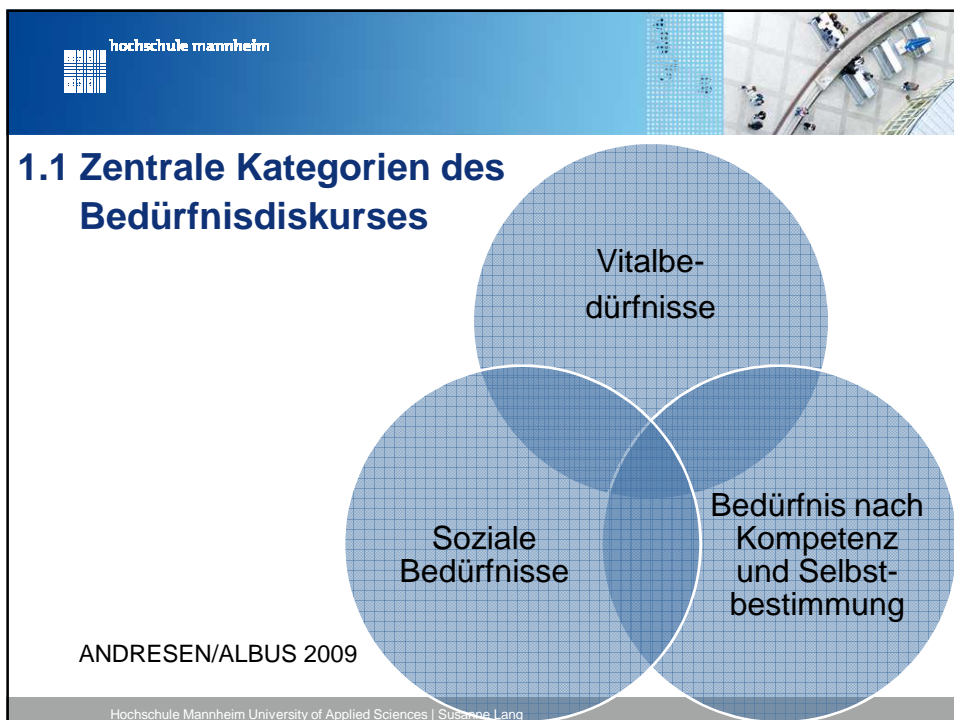 hochschule mannheim
1.1 Zentrale Kategorien des
Bedürfnisdiskurses
Vitalbe-
dürfnisse
Soziale
Bedürfnisse
Bedürfnis nach
Kompetenz
und Selbst-
bestimmung
ANDRESEN/ALBUS 2009
Hochschule Mannheim University of Applied Sciences | Susanne Lang